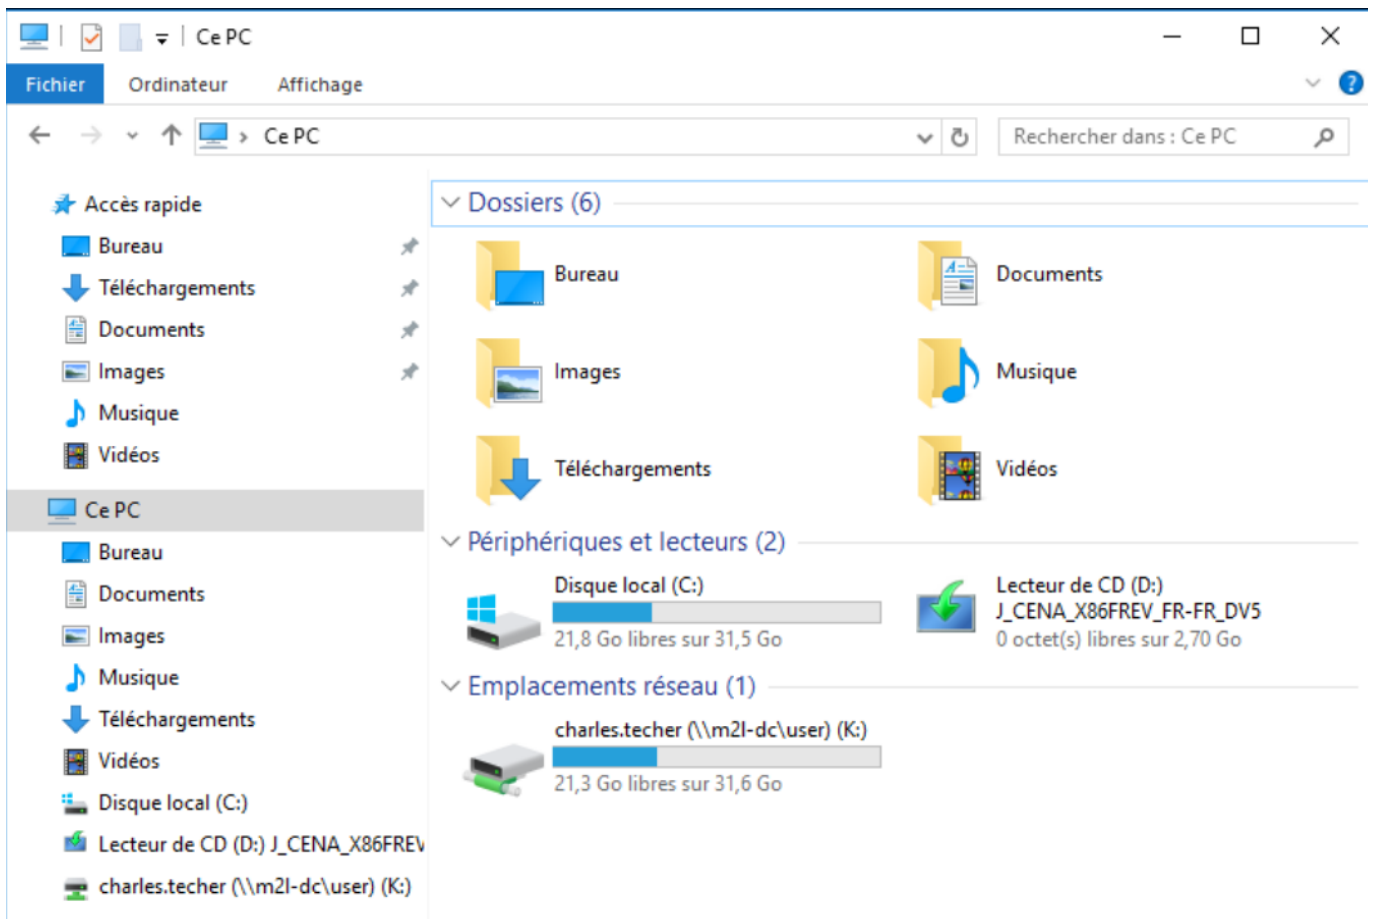 Ce PC
Fichier
Ordinateur
Affichage
?
Ce PC
Rechercher dans : Ce PC
Accès rapide
Bureau
Téléchargements
Documents
Images
Musique
Vidéos
Ce PC
Bureau
Documents
Images
Musique
Téléchargements
Vidéos
Disque local (C:)
Lecteur de CD (D:) J_CENA_X86FREV
charles.techer (\\m2l-dc\user) (K:)
Dossiers (6)
Bureau
Documents
Images
Musique
Téléchargements
Vidéos
Périphériques et lecteurs (2)
Disque local (C:)
21,8 Go libres sur 31,5 Go
Lecteur de CD (D:)
J_CENA_X86FREV_FR-FR_DV5
0 octet(s) libres sur 2,70 Go
Emplacements réseau (1)
charles.techer (\\m2l-dc\user) (K:)
21,3 Go libres sur 31,6 Go